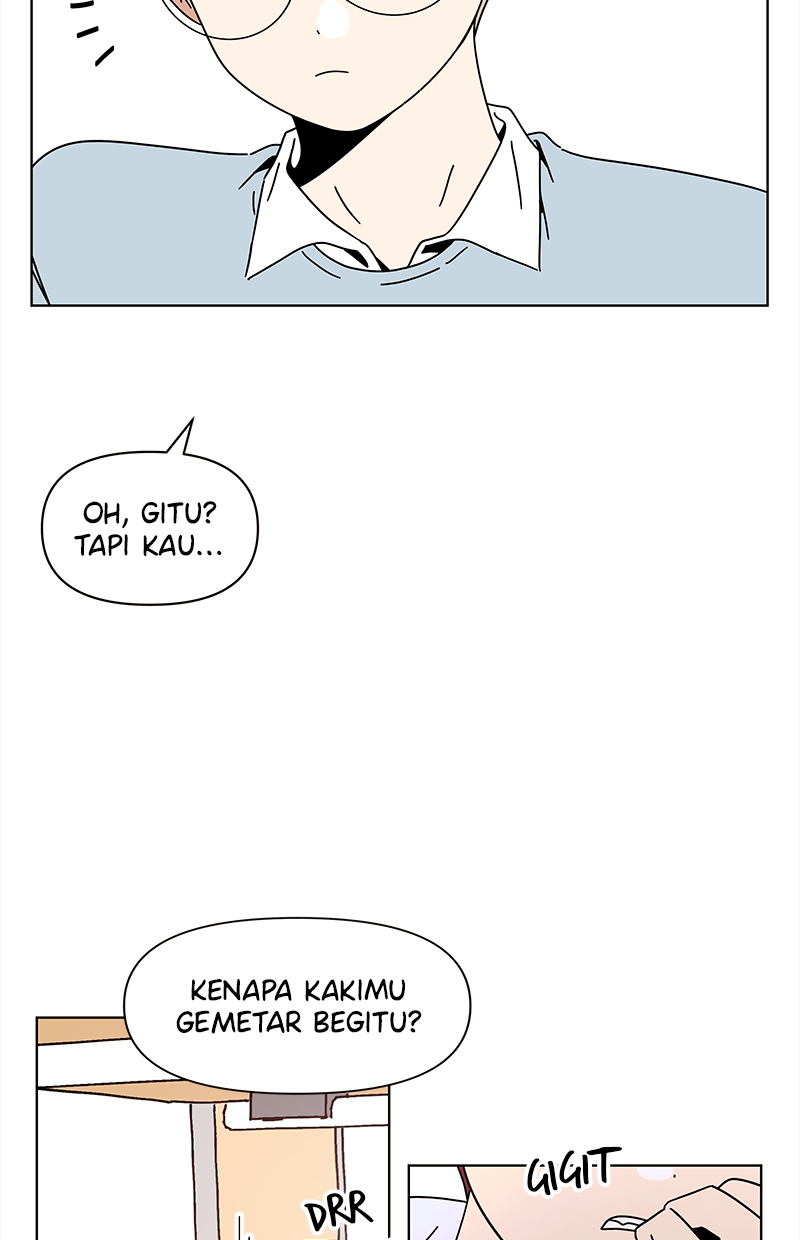 OH, GITU?
TAPI KAU...
KENAPA KAKIMU
GEMETAR BEGITU?
GIGIT
DRR